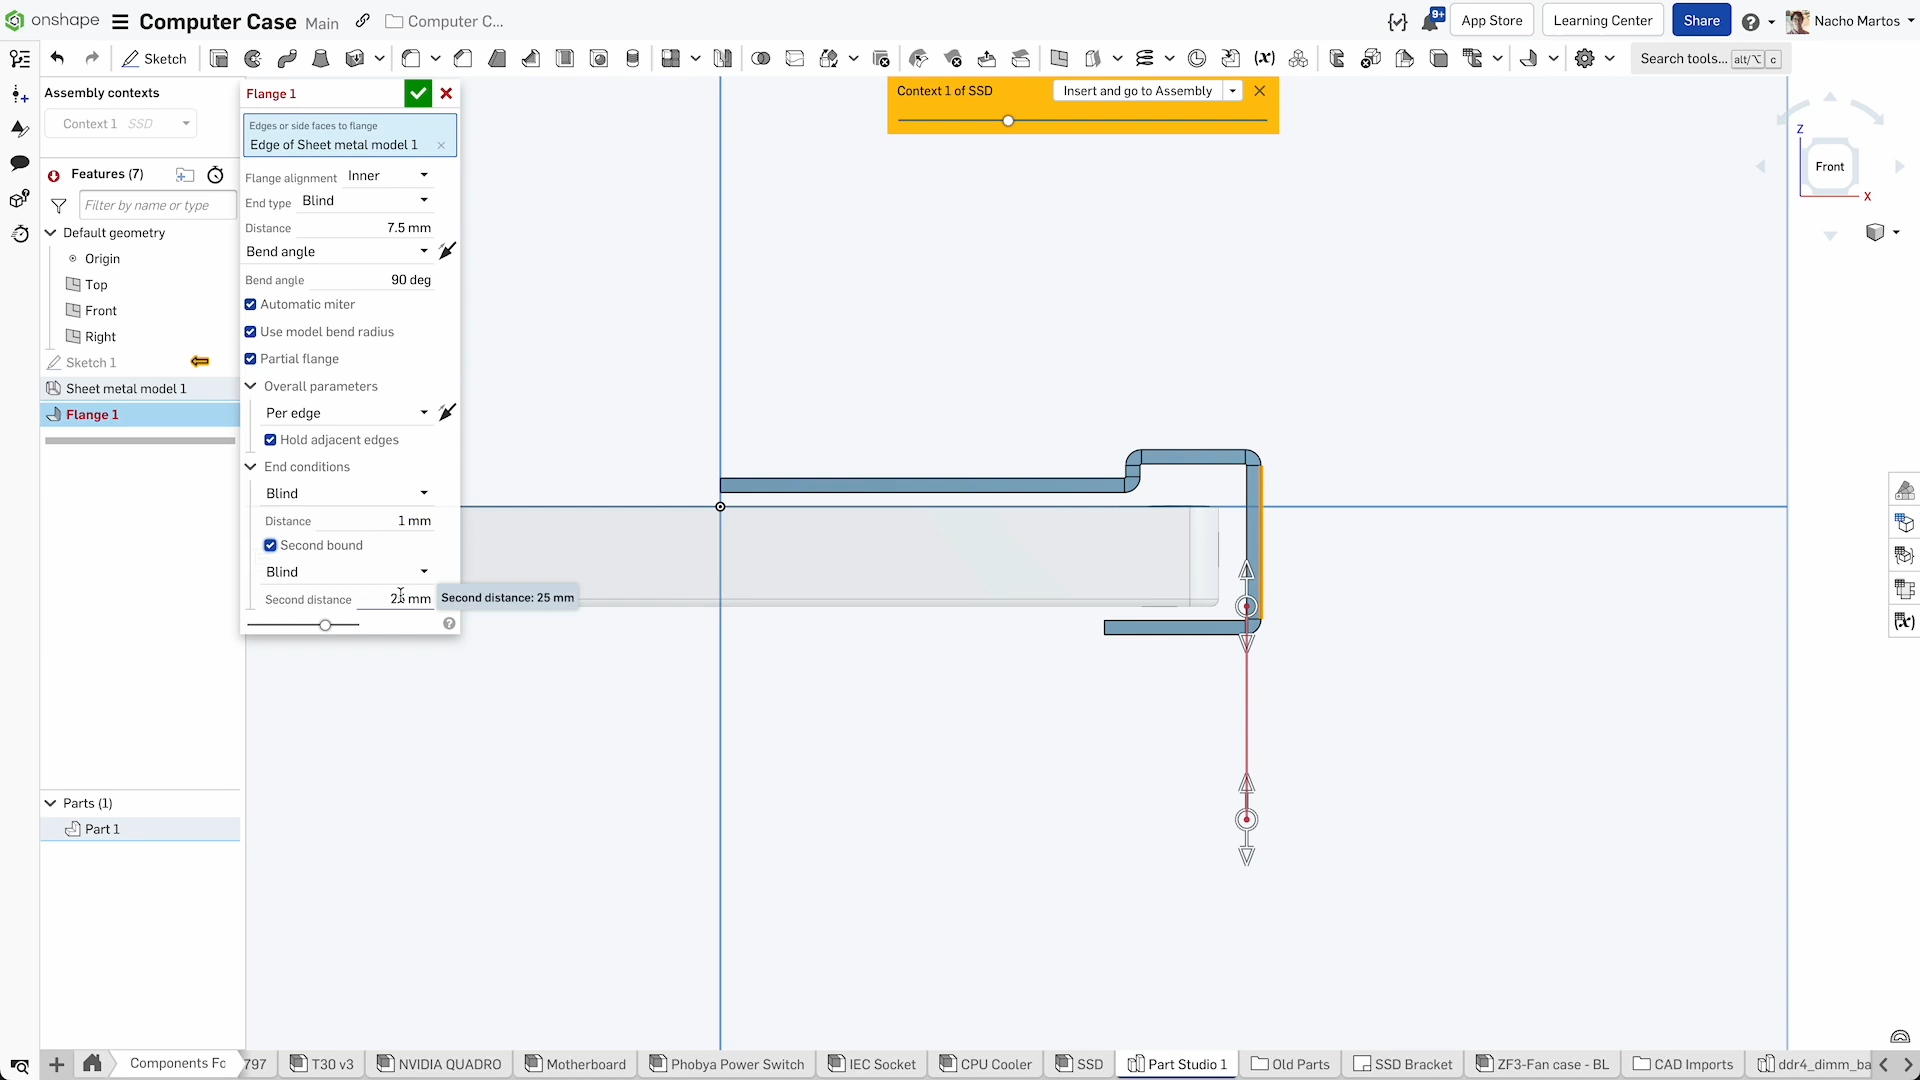 onshape Computer Case Main Computer C...
9+ App Store Learning Center Share Nacho Martos
Sketch Search tools... alt/⌥ c
Assembly contexts
Context 1 SSD
Features (7)
Filter by name or type
Default geometry
Origin
Top
Front
Right
Sketch 1
Sheet metal model 1
Flange 1
Parts (1)
Part 1
Flange 1
Edges or side faces to flange
Edge of Sheet metal model 1
Flange alignment Inner
End type Blind
Distance 7.5 mm
Bend angle
Bend angle 90 deg
Automatic miter
Use model bend radius
Partial flange
Overall parameters
Per edge
Hold adjacent edges
End conditions
Blind
Distance 1 mm
Second bound
Blind
Second distance 25 mm
Second distance: 25 mm
Context 1 of SSD Insert and go to Assembly
Z
Front
X
Components Fo 797 T30 v3 NVIDIA QUADRO Motherboard Phobya Power Switch IEC Socket CPU Cooler SSD Part Studio 1 Old Parts SSD Bracket ZF3-Fan case - BL CAD Imports ddr4_dimm_ba